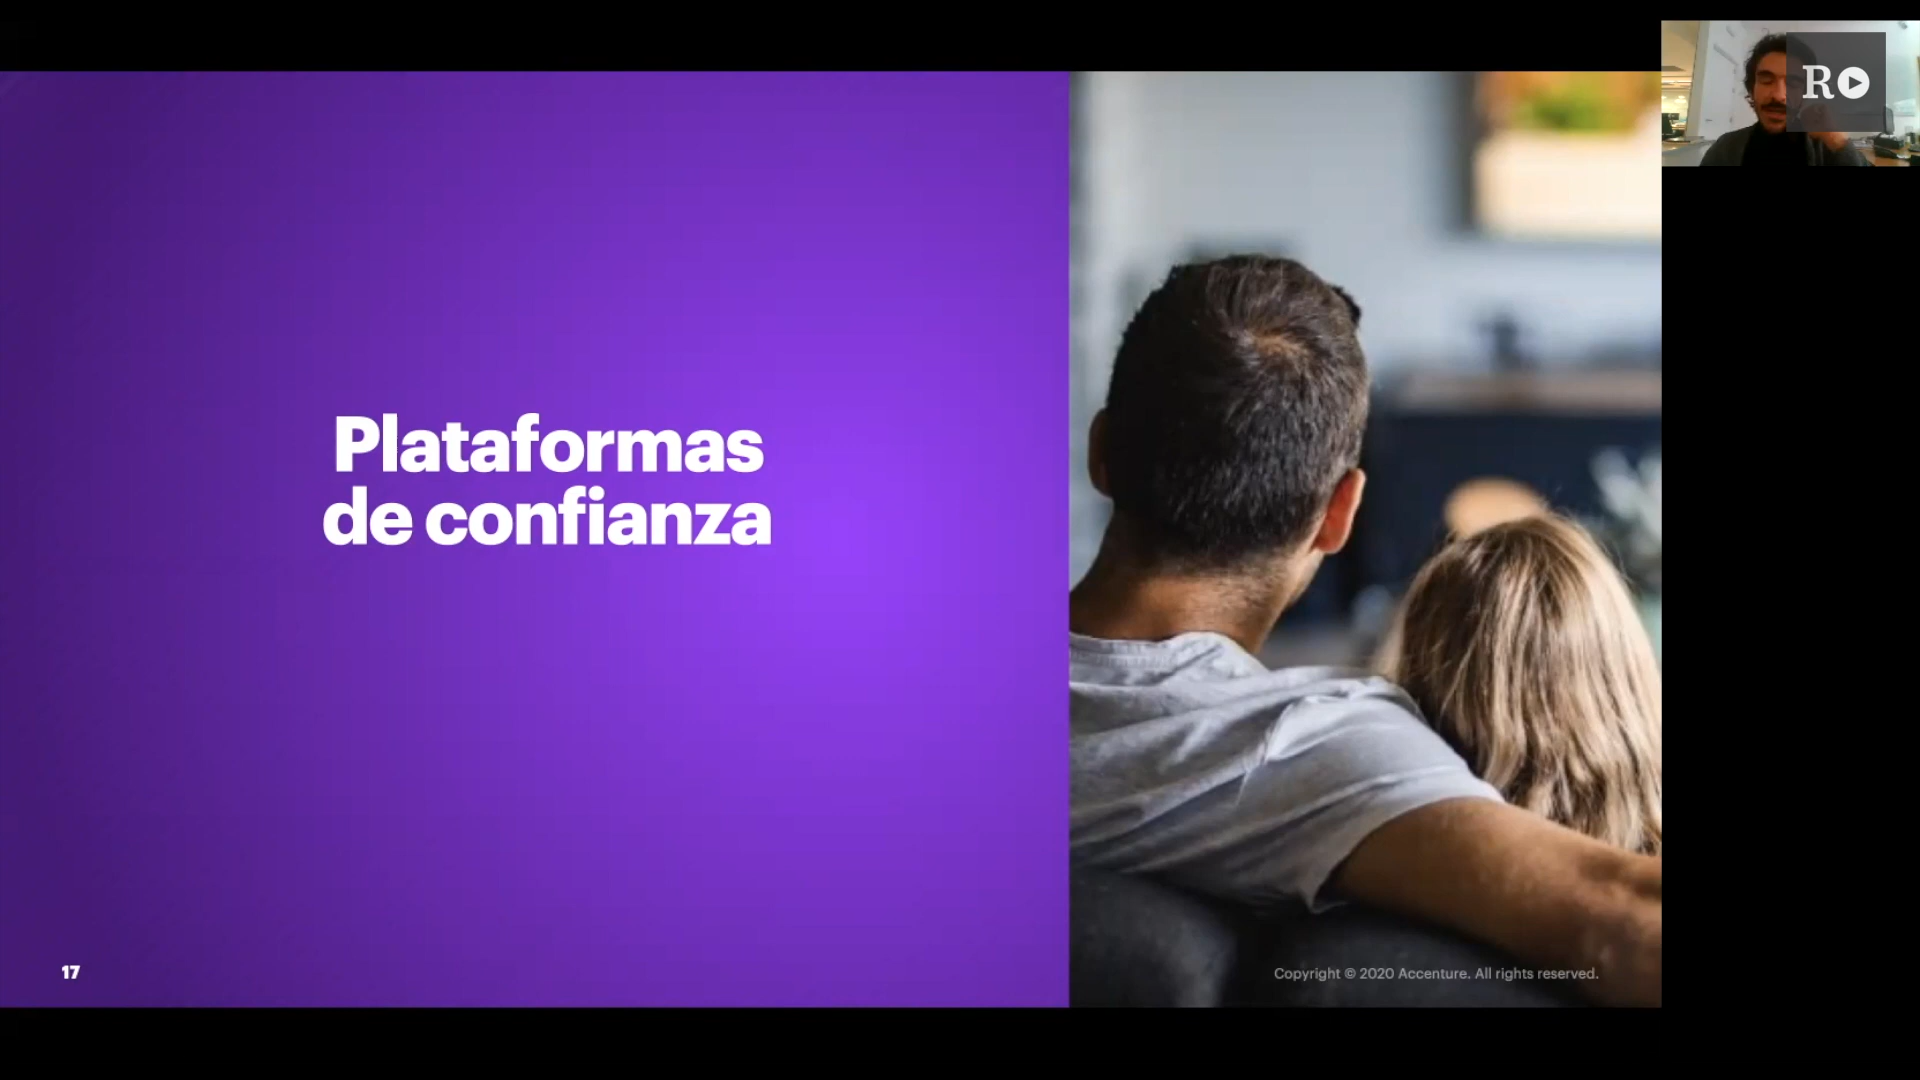 R
Plataformas
de confianza
17
Copyright © 2020 Accenture. All rights reserved.